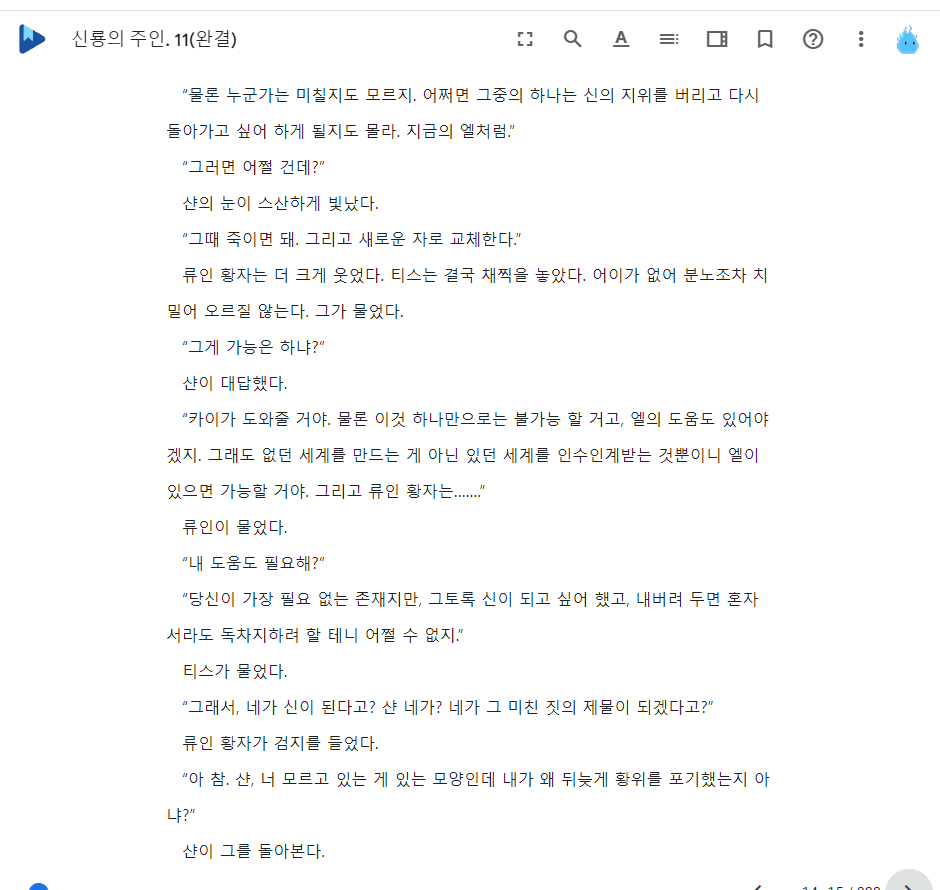 신룡의 주인. 11(완결)
“물론 누군가는 미칠지도 모르지. 어쩌면 그중의 하나는 신의 지위를 버리고 다시
돌아가고 싶어 하게 될지도 몰라. 지금의 엘처럼.”
“그러면 어쩔 건데?”
샨의 눈이 스산하게 빛났다.
“그때 죽이면 돼. 그리고 새로운 자로 교체한다.”
류인 황자는 더 크게 웃었다. 티스는 결국 채찍을 놓았다. 어이가 없어 분노조차 치
밀어 오르질 않는다. 그가 물었다.
“그게 가능은 하냐?”
샨이 대답했다.
“카이가 도와줄 거야. 물론 이것 하나만으로는 불가능 할 거고, 엘의 도움도 있어야
겠지. 그래도 없던 세계를 만드는 게 아닌 있던 세계를 인수인계받는 것뿐이니 엘이
있으면 가능할 거야. 그리고 류인 황자는.......”
류인이 물었다.
“내 도움도 필요해?”
“당신이 가장 필요 없는 존재지만, 그토록 신이 되고 싶어 했고, 내버려 두면 혼자
서라도 독차지하려 할 테니 어쩔 수 없지.”
티스가 물었다.
“그래서, 네가 신이 된다고? 샨 네가? 네가 그 미친 짓의 제물이 되겠다고?”
류인 황자가 검지를 들었다.
“아 참. 샨, 너 모르고 있는 게 있는 모양인데 내가 왜 뒤늦게 황위를 포기했는지 아
냐?”
샨이 그를 돌아본다.